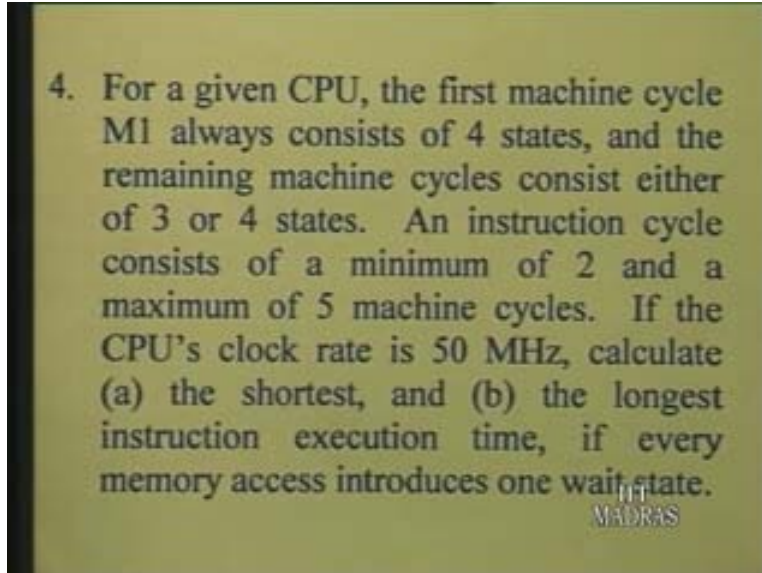 4. For a given CPU, the first machine cycle
M1 always consists of 4 states, and the
remaining machine cycles consist either
of 3 or 4 states. An instruction cycle
consists of a minimum of 2 and a
maximum of 5 machine cycles. If the
CPU's clock rate is 50 MHz, calculate
(a) the shortest, and (b) the longest
instruction execution time, if every
memory access introduces one wait state.
IIT
MADRAS